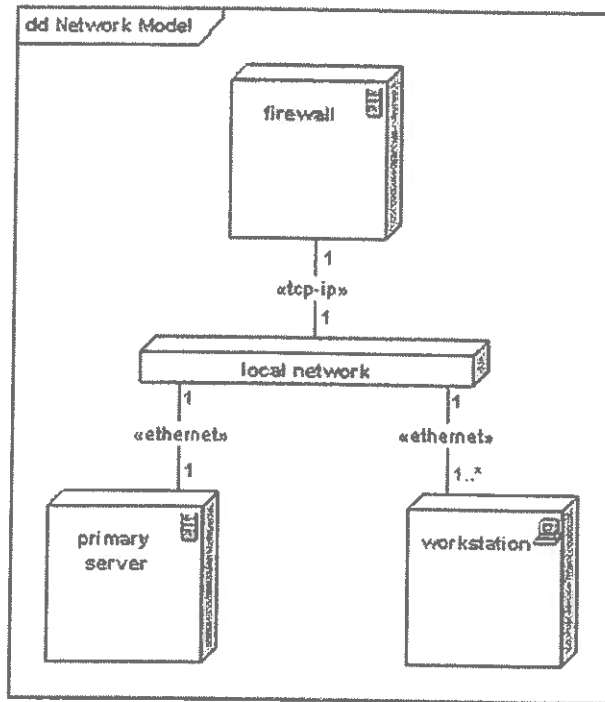 dd Network Model
firewall
1
«tcp-ip»
1
local network
1
1
«ethernet»
«ethernet»
1
1..*
primary
server
workstation